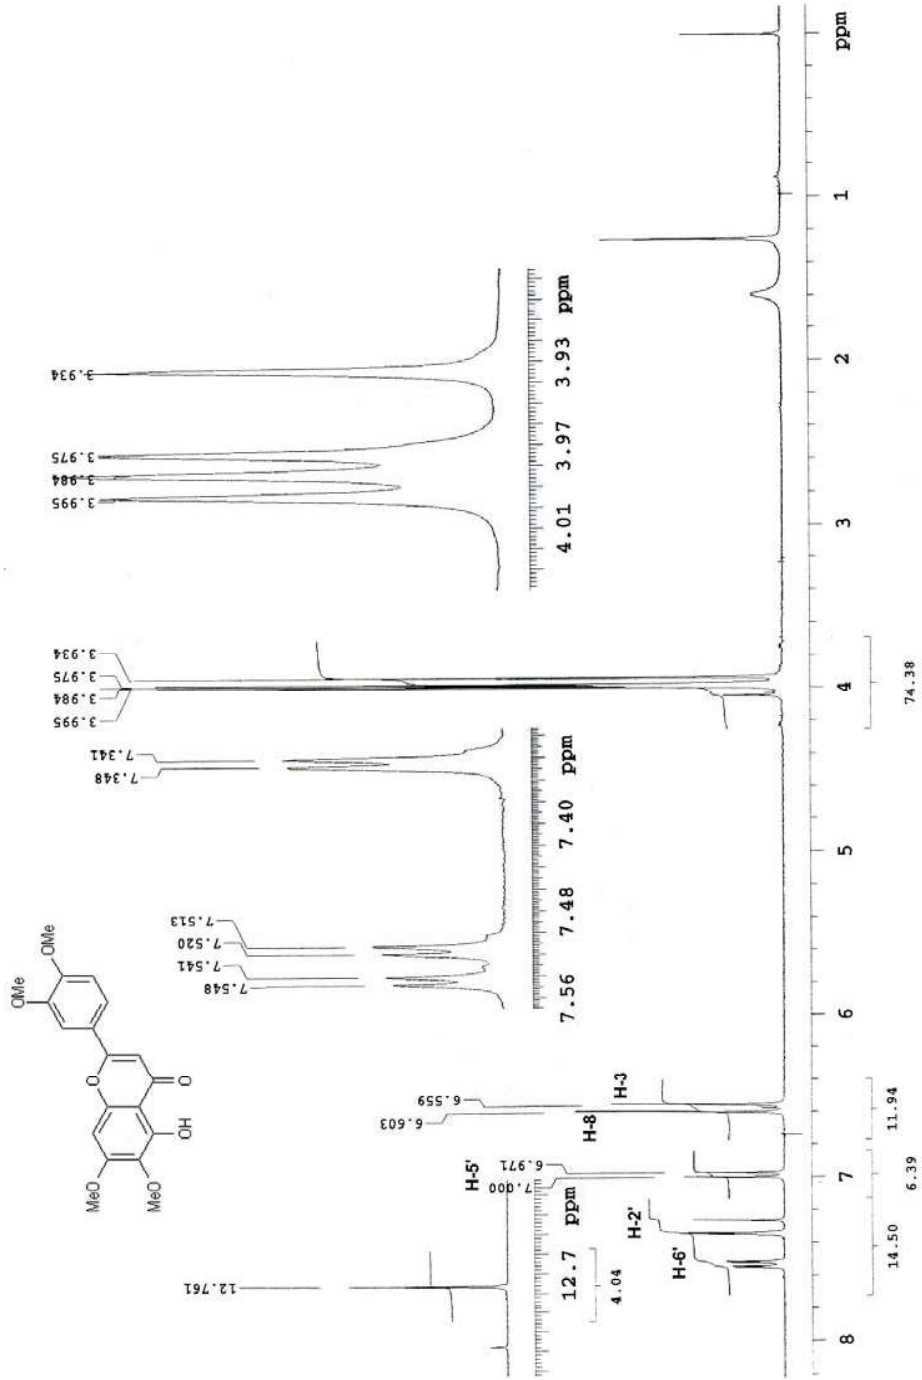 OMe
OMe
O
O
OH
MeO
MeO
12.761
12.7 ppm
4.04
7.548
7.541
7.520
7.513
7.348
7.341
7.56 7.48 7.40 ppm
3.995
3.984
3.975
3.934
3.995
3.984
3.975
3.934
4.01 3.97 3.93 ppm
H-5'
7.000
6.971
6.603
6.559
H-6'
H-2'
H-8
H-3
8 7 6 5 4 3 2 1 ppm
14.50
6.39
11.94
74.38